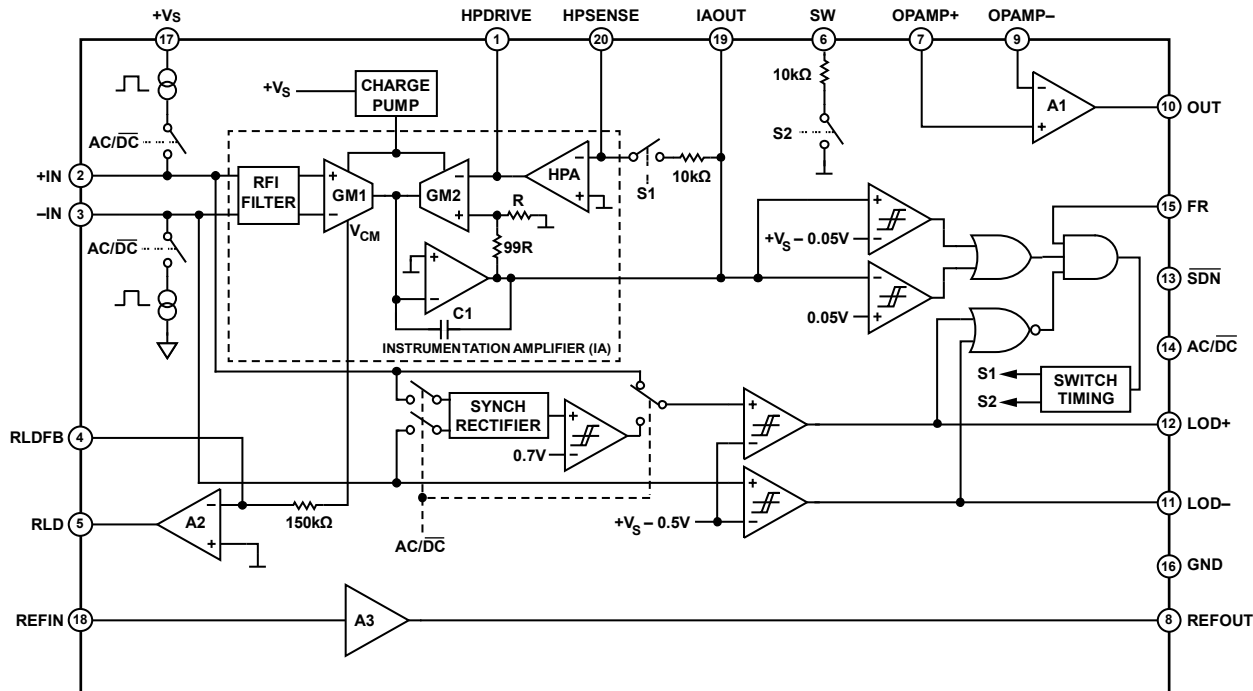 +VS
HPDRIVE
HPSENSE
IAOUT
SW
OPAMP+
OPAMP–
17
1
20
19
6
7
9
10kΩ
+VS
CHARGE
PUMP
A1
–
+
10
OUT
AC/DC
S2
+IN
2
RFI
FILTER
+
–
GM1
GM2
–
+
HPA
–
+
S1
10kΩ
–IN
3
VCM
R
99R
+
–
C1
INSTRUMENTATION AMPLIFIER (IA)
AC/DC
+
–
+VS – 0.05V
–
+
0.05V
15
FR
13
SDN
14
AC/DC
S1
S2
SWITCH
TIMING
SYNCH
RECTIFIER
+
–
0.7V
+
–
12
LOD+
RLDFB
4
+
–
+VS – 0.5V
11
LOD–
RLD
5
A2
–
+
150kΩ
AC/DC
16
GND
REFIN
18
A3
8
REFOUT